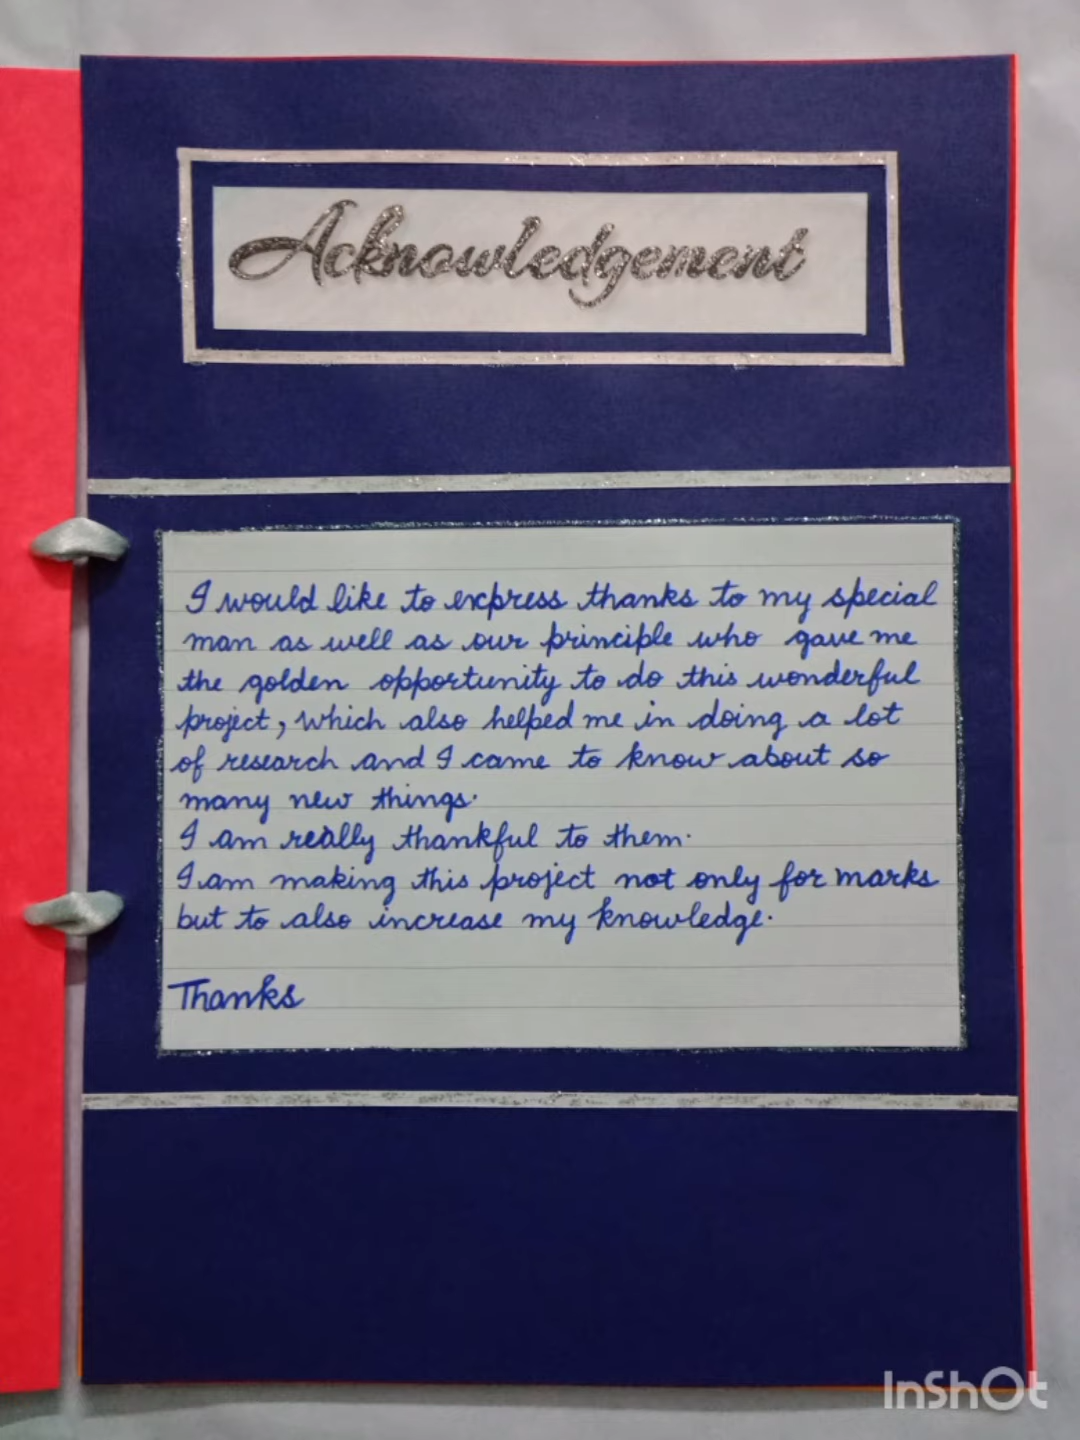 Acknowledgement
I would like to express thanks to my special
man as well as our principle who gave me
the golden opportunity to do this wonderful
project, which also helped me in doing a lot
of research and I came to know about so
many new things.
I am really thankful to them.
I am making this project not only for marks
but to also increase my knowledge.
Thanks
InShOt